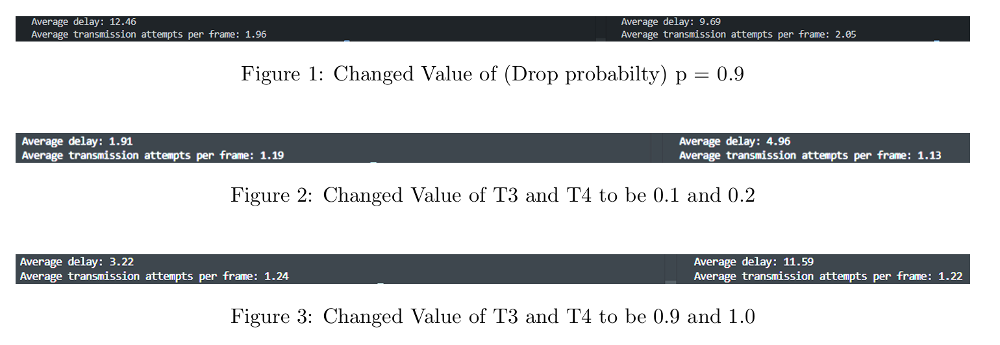 Average delay: 12.46
Average transmission attempts per frame: 1.96
Average delay: 9.69
Average transmission attempts per frame: 2.05
Figure 1: Changed Value of (Drop probabilty) p = 0.9
Average delay: 1.91
Average transmission attempts per frame: 1.19
Average delay: 4.96
Average transmission attempts per frame: 1.13
Figure 2: Changed Value of T3 and T4 to be 0.1 and 0.2
Average delay: 3.22
Average transmission attempts per frame: 1.24
Average delay: 11.59
Average transmission attempts per frame: 1.22
Figure 3: Changed Value of T3 and T4 to be 0.9 and 1.0